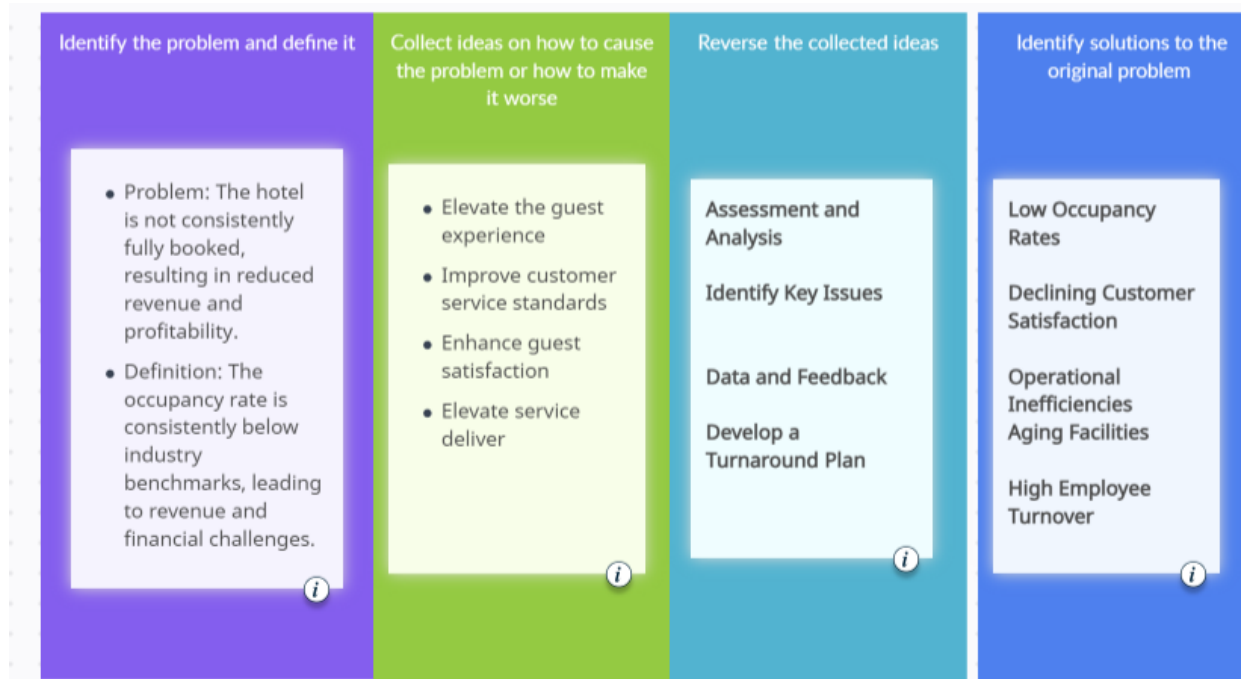 Identify the problem and define it
• Problem: The hotel
is not consistently
fully booked,
resulting in reduced
revenue and
profitability.
• Definition: The
occupancy rate is
consistently below
industry
benchmarks, leading
to revenue and
financial challenges.
i
Collect ideas on how to cause
the problem or how to make
it worse
• Elevate the guest
experience
• Improve customer
service standards
• Enhance guest
satisfaction
• Elevate service
deliver
i
Reverse the collected ideas
Assessment and
Analysis
Identify Key Issues
Data and Feedback
Develop a
Turnaround Plan
i
Identify solutions to the
original problem
Low Occupancy
Rates
Declining Customer
Satisfaction
Operational
Inefficiencies
Aging Facilities
High Employee
Turnover
i